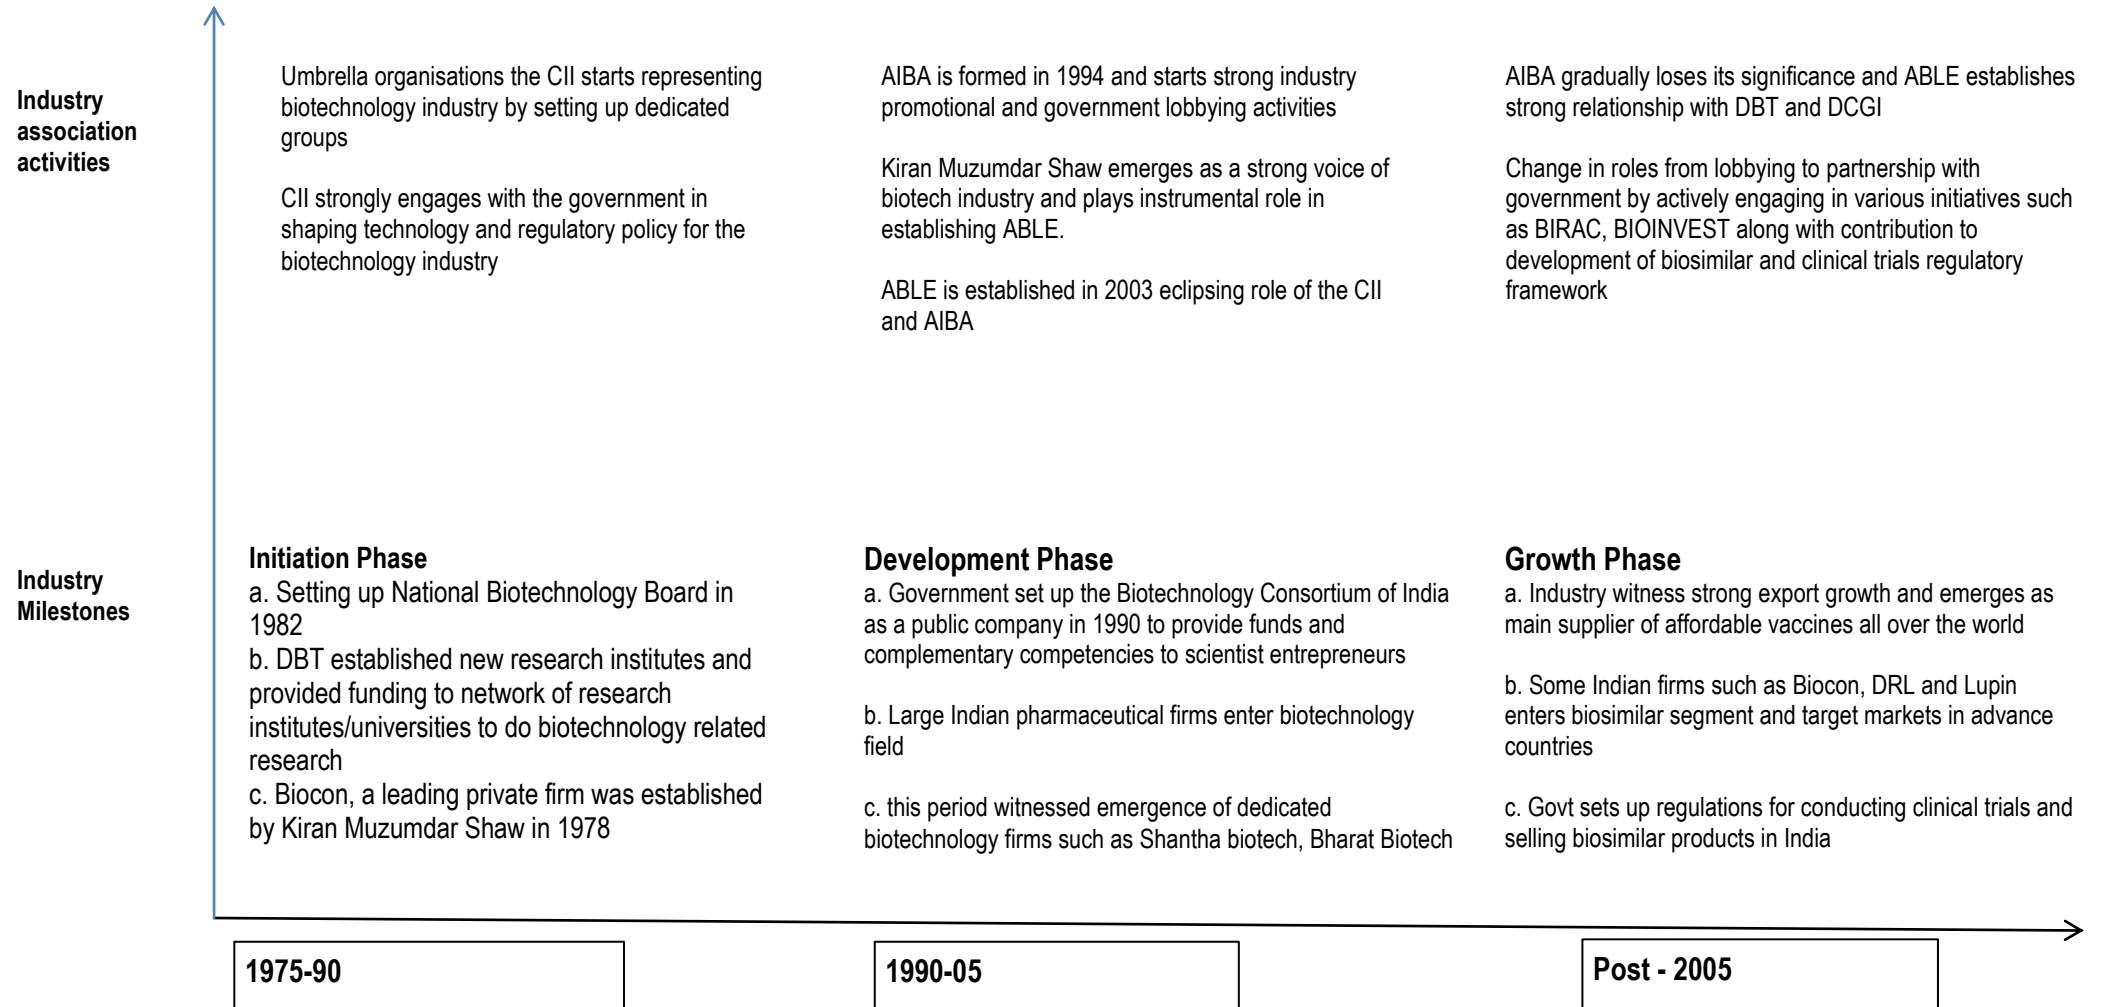 Industry
association
activities
Umbrella organisations the CII starts representing
biotechnology industry by setting up dedicated
groups
CII strongly engages with the government in
shaping technology and regulatory policy for the
biotechnology industry
AIBA is formed in 1994 and starts strong industry
promotional and government lobbying activities
Kiran Muzumdar Shaw emerges as a strong voice of
biotech industry and plays instrumental role in
establishing ABLE.
ABLE is established in 2003 eclipsing role of the CII
and AIBA
AIBA gradually loses its significance and ABLE establishes
strong relationship with DBT and DCGI
Change in roles from lobbying to partnership with
government by actively engaging in various initiatives such
as BIRAC, BIOINVEST along with contribution to
development of biosimilar and clinical trials regulatory
framework
Industry
Milestones
Initiation Phase
a. Setting up National Biotechnology Board in
1982
b. DBT established new research institutes and
provided funding to network of research
institutes/universities to do biotechnology related
research
c. Biocon, a leading private firm was established
by Kiran Muzumdar Shaw in 1978
Development Phase
a. Government set up the Biotechnology Consortium of India
as a public company in 1990 to provide funds and
complementary competencies to scientist entrepreneurs
b. Large Indian pharmaceutical firms enter biotechnology
field
c. this period witnessed emergence of dedicated
biotechnology firms such as Shantha biotech, Bharat Biotech
Growth Phase
a. Industry witness strong export growth and emerges as
main supplier of affordable vaccines all over the world
b. Some Indian firms such as Biocon, DRL and Lupin
enters biosimilar segment and target markets in advance
countries
c. Govt sets up regulations for conducting clinical trials and
selling biosimilar products in India
1975-90
1990-05
Post - 2005